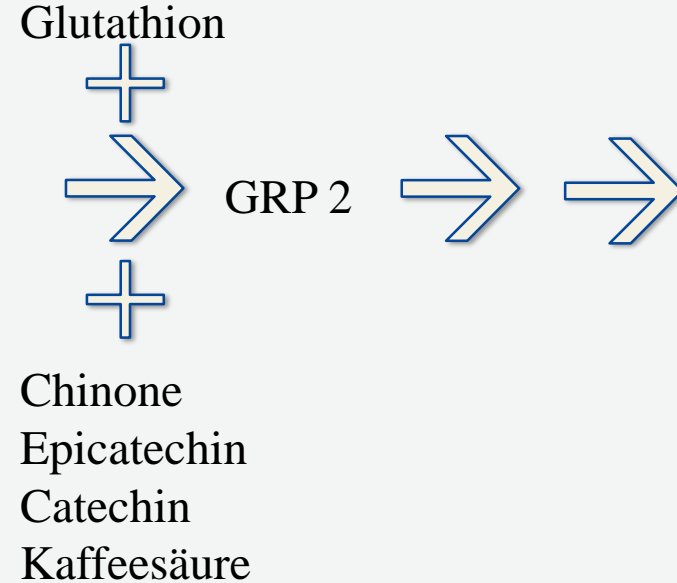 Glutathion
GRP 2
Chinone
Epicatechin
Catechin
Kaffeesäure